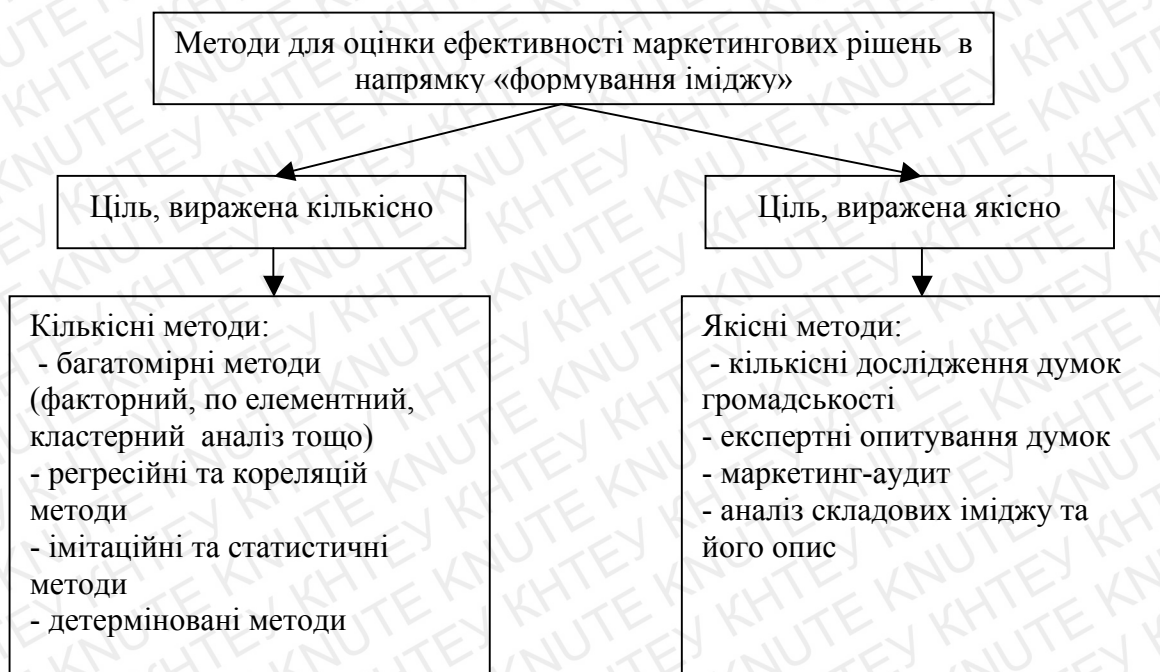 Методи для оцінки ефективності маркетингових рішень в
напрямку «формування іміджу»
Ціль, виражена кількісно
Ціль, виражена якісно
Кількісні методи:
- багатомірні методи
(факторний, по елементний,
кластерний аналіз тощо)
- регресійні та кореляцій
методи
- імітаційні та статистичні
методи
- детерміновані методи
Якісні методи:
- кількісні дослідження думок
громадськості
- експертні опитування думок
- маркетинг-аудит
- аналіз складових іміджу та
його опис